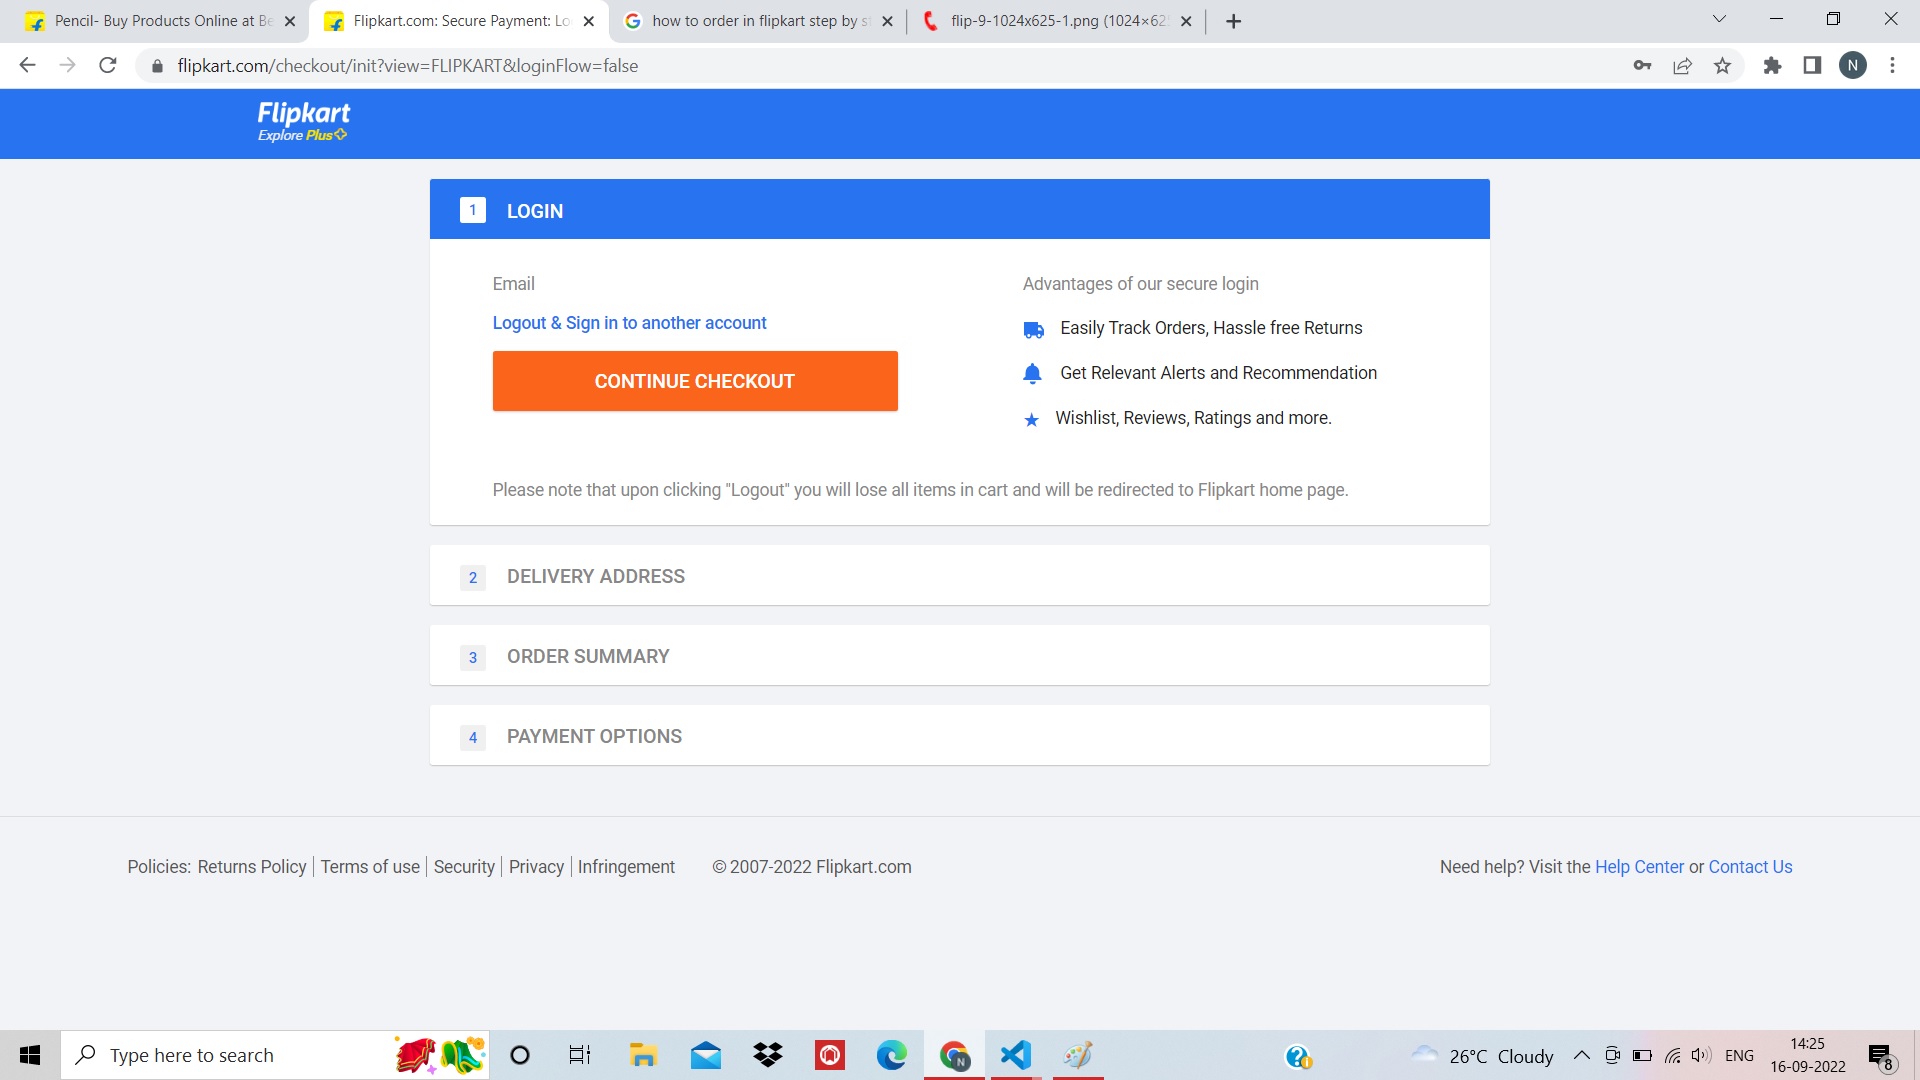 Pencil- Buy Products Online at Be
Flipkart.com: Secure Payment: Lo
how to order in flipkart step by s
flip-9-1024x625-1.png (1024×625
flipkart.com/checkout/init?view=FLIPKART&loginFlow=false
N
Flipkart
Explore Plus
1 LOGIN
Email
Logout & Sign in to another account
CONTINUE CHECKOUT
Advantages of our secure login
Easily Track Orders, Hassle free Returns
Get Relevant Alerts and Recommendation
Wishlist, Reviews, Ratings and more.
Please note that upon clicking "Logout" you will lose all items in cart and will be redirected to Flipkart home page.
2 DELIVERY ADDRESS
3 ORDER SUMMARY
4 PAYMENT OPTIONS
Policies: Returns Policy | Terms of use | Security | Privacy | Infringement © 2007-2022 Flipkart.com
Need help? Visit the Help Center or Contact Us
Type here to search
26°C Cloudy
ENG
14:25
16-09-2022
8